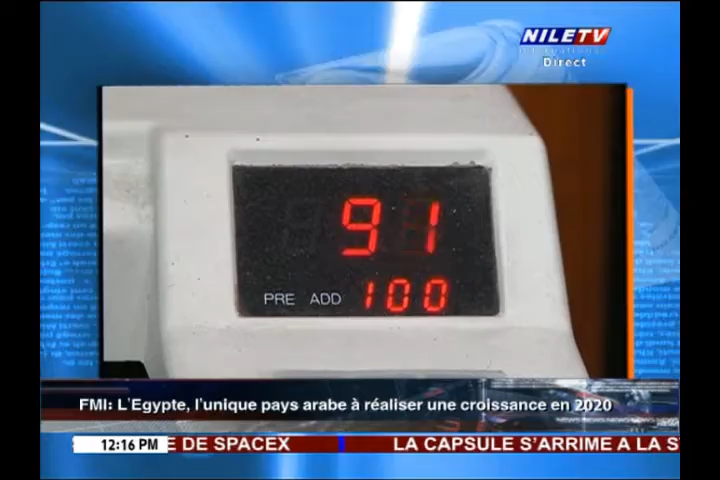 NILETV
International
Direct
91
PRE ADD 100
FMI: L'Egypte, l'unique pays arabe à réaliser une croissance en 2020
12:16 PM E DE SPACEX LA CAPSULE S'ARRIME A LA S